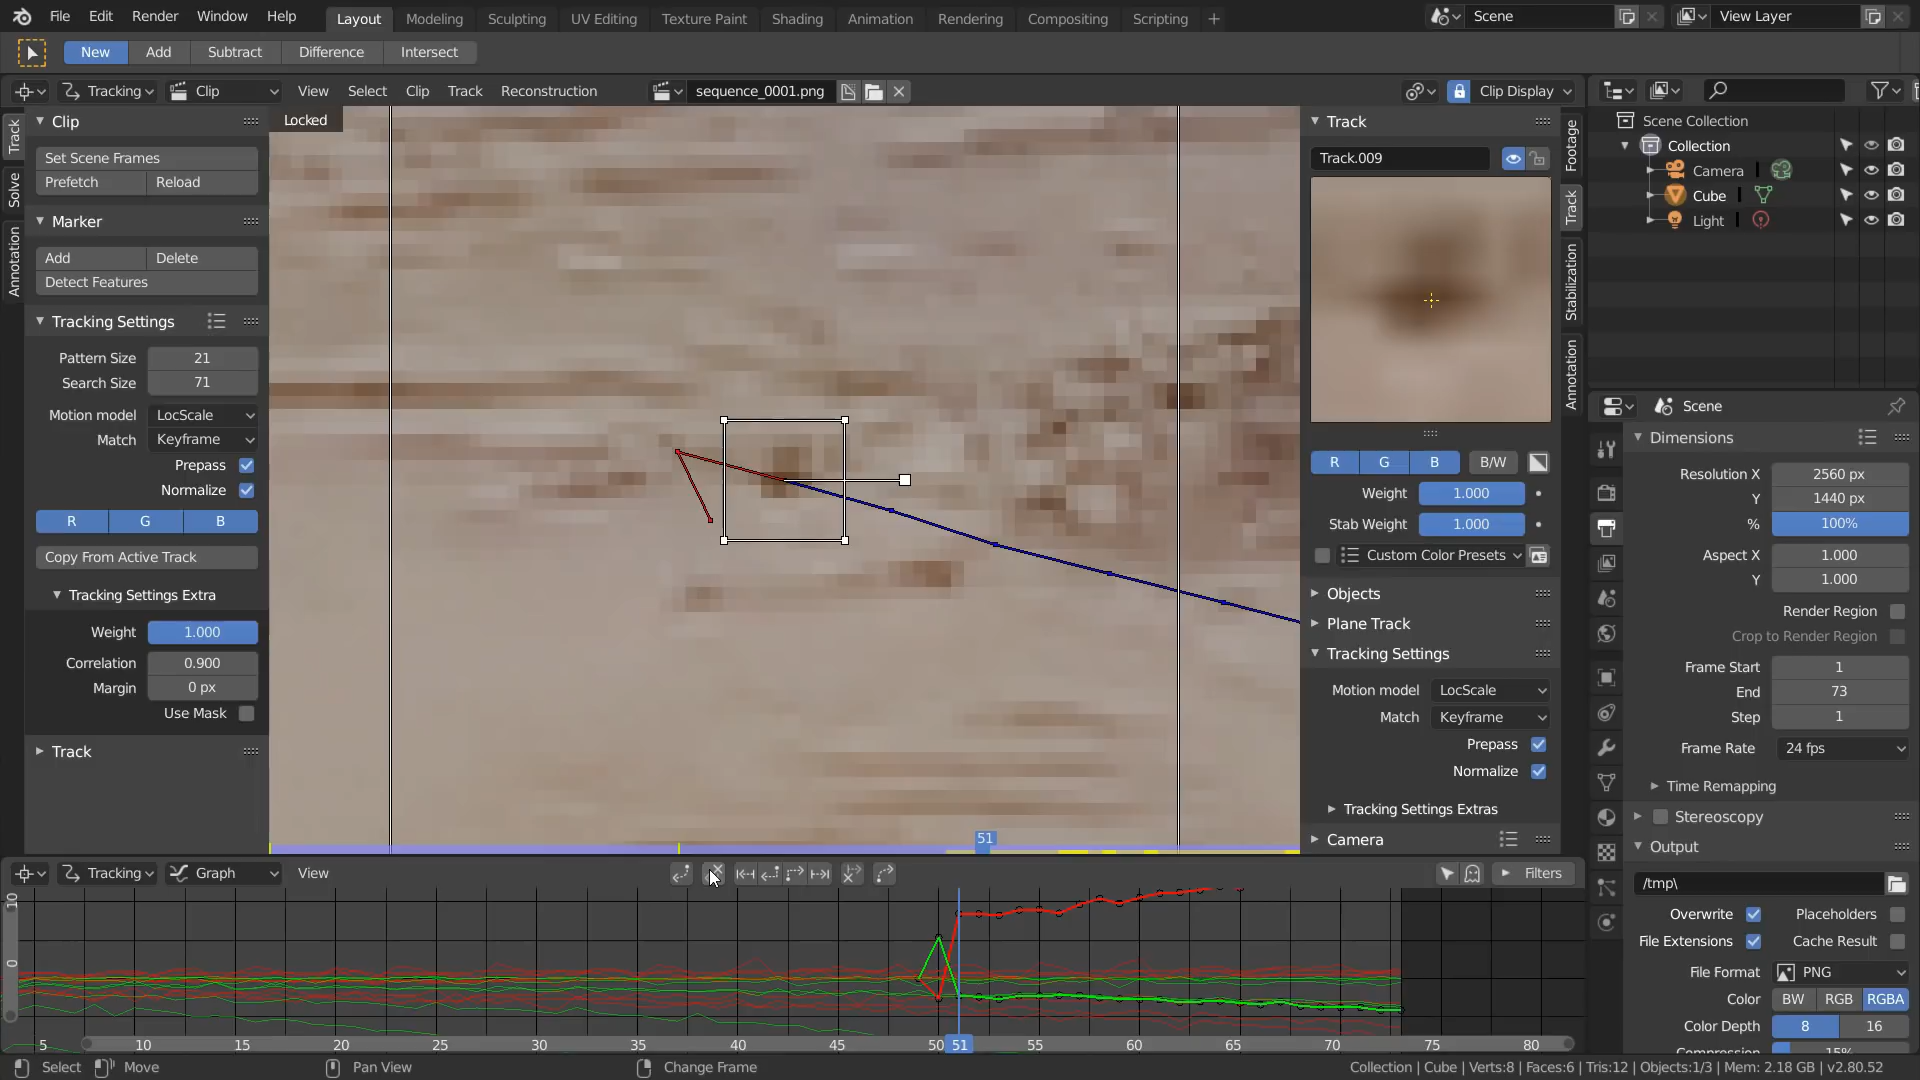 File Edit Render Window Help Layout Modeling Sculpting UV Editing Texture Paint Shading Animation Rendering Compositing Scripting + Scene View Layer
New Add Subtract Difference Intersect
Tracking Clip View Select Clip Track Reconstruction sequence_0001.png Clip Display
Locked
Track
Solve
Annotation
Clip
Set Scene Frames
Prefetch Reload
Marker
Add Delete
Detect Features
Tracking Settings
Pattern Size 21
Search Size 71
Motion model LocScale
Match Keyframe
Prepass
Normalize
R G B
Copy From Active Track
Tracking Settings Extra
Weight 1.000
Correlation 0.900
Margin 0 px
Use Mask
Track
51
Track
Track.009
R G B B/W
Weight 1.000
Stab Weight 1.000
Custom Color Presets
Objects
Plane Track
Tracking Settings
Motion model LocScale
Match Keyframe
Prepass
Normalize
Tracking Settings Extras
Camera
Footage
Track
Stabilization
Annotation
Scene Collection
Collection
Camera
Cube
Light
Scene
Dimensions
Resolution X 2560 px
Y 1440 px
% 100%
Aspect X 1.000
Y 1.000
Render Region
Crop to Render Region
Frame Start 1
End 73
Step 1
Frame Rate 24 fps
Time Remapping
Stereoscopy
Output
/tmp\
Overwrite Placeholders
File Extensions Cache Result
File Format PNG
Color BW RGB RGBA
Color Depth 8 16
Compression 15%
Tracking Graph View Filters
10
0
5 10 15 20 25 30 35 40 45 50 51 55 60 65 70 75 80
Select Move Pan View Change Frame Collection | Cube | Verts:8 | Faces:6 | Tris:12 | Objects:1/3 | Mem: 2.18 GB | v2.80.52